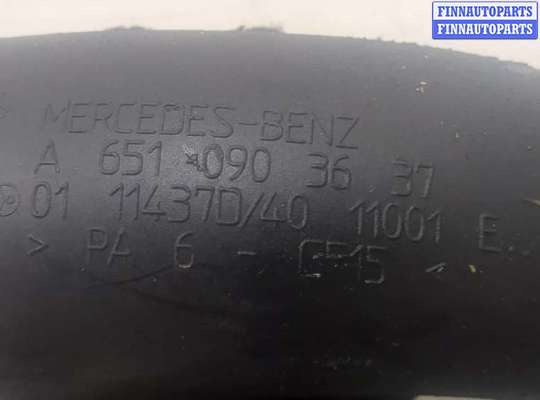 FINNAUTOPARTS
FINNAUTOPARTS
MERCEDES-BENZ
A 651 090 36 37
01 11437D/40 11001 E
> PA 6 - GF15 <